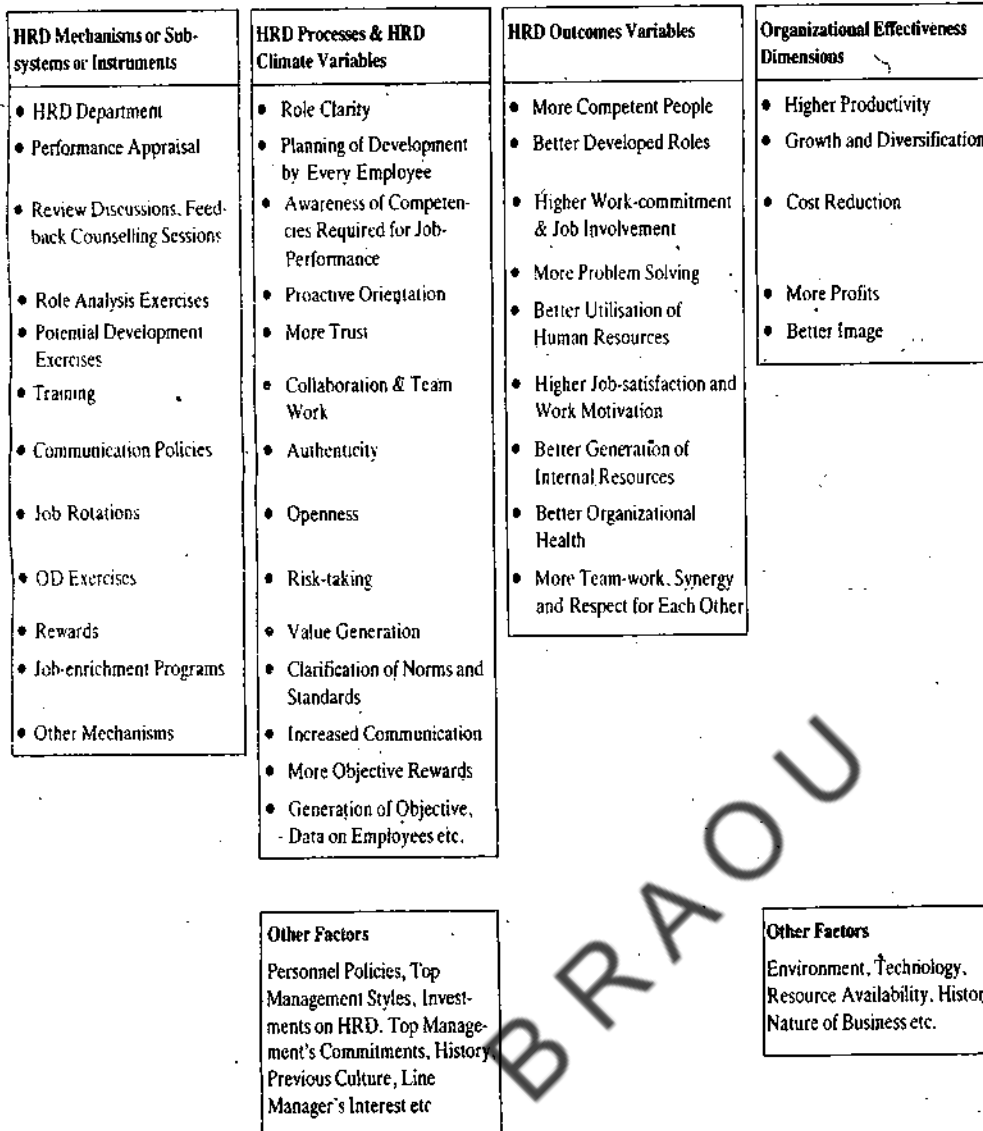 HRD Mechanisms or Sub-
systems or Instruments
• HRD Department
• Performance Appraisal
• Review Discussions, Feed-
back Counselling Sessions
• Role Analysis Exercises
• Potential Development
Exercises
• Training
• Communication Policies
• Job Rotations
• OD Exercises
• Rewards
• Job-enrichment Programs
• Other Mechanisms
HRD Processes & HRD
Climate Variables
• Role Clarity
• Planning of Development
by Every Employee
• Awareness of Competen-
cies Required for Job-
Performance
• Proactive Orientation
• More Trust
• Collaboration & Team
Work
• Authenticity
• Openness
• Risk-taking
• Value Generation
• Clarification of Norms and
Standards
• Increased Communication
• More Objective Rewards
• Generation of Objective,
- Data on Employees etc.
HRD Outcomes Variables
• More Competent People
• Better Developed Roles
• Higher Work-commitment
& Job Involvement
• More Problem Solving
• Better Utilisation of
Human Resources
• Higher Job-satisfaction and
Work Motivation
• Better Generation of
Internal Resources
• Better Organizational
Health
• More Team-work, Synergy
and Respect for Each Other
Organizational Effectiveness
Dimensions
• Higher Productivity
• Growth and Diversification
• Cost Reduction
• More Profits
• Better Image
Other Factors
Personnel Policies, Top
Management Styles, Invest-
ments on HRD. Top Manage-
ment's Commitments, History,
Previous Culture, Line
Manager's Interest etc
Other Factors
Environment, Technology,
Resource Availability, Histor
Nature of Business etc.
BRAOU